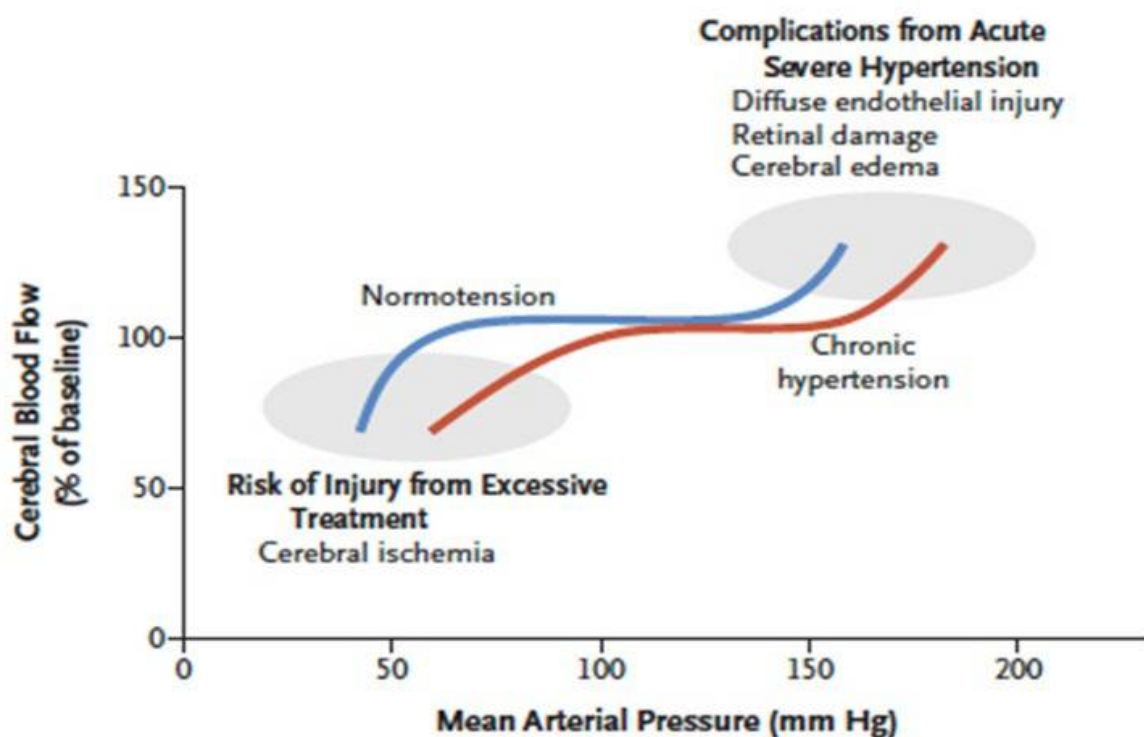 Complications from Acute
Severe Hypertension
Diffuse endothelial injury
Retinal damage
Cerebral edema
150
100
50
0
Cerebral Blood Flow
(% of baseline)
Normotension
Chronic
hypertension
Risk of Injury from Excessive
Treatment
Cerebral ischemia
0
50
100
150
200
Mean Arterial Pressure (mm Hg)